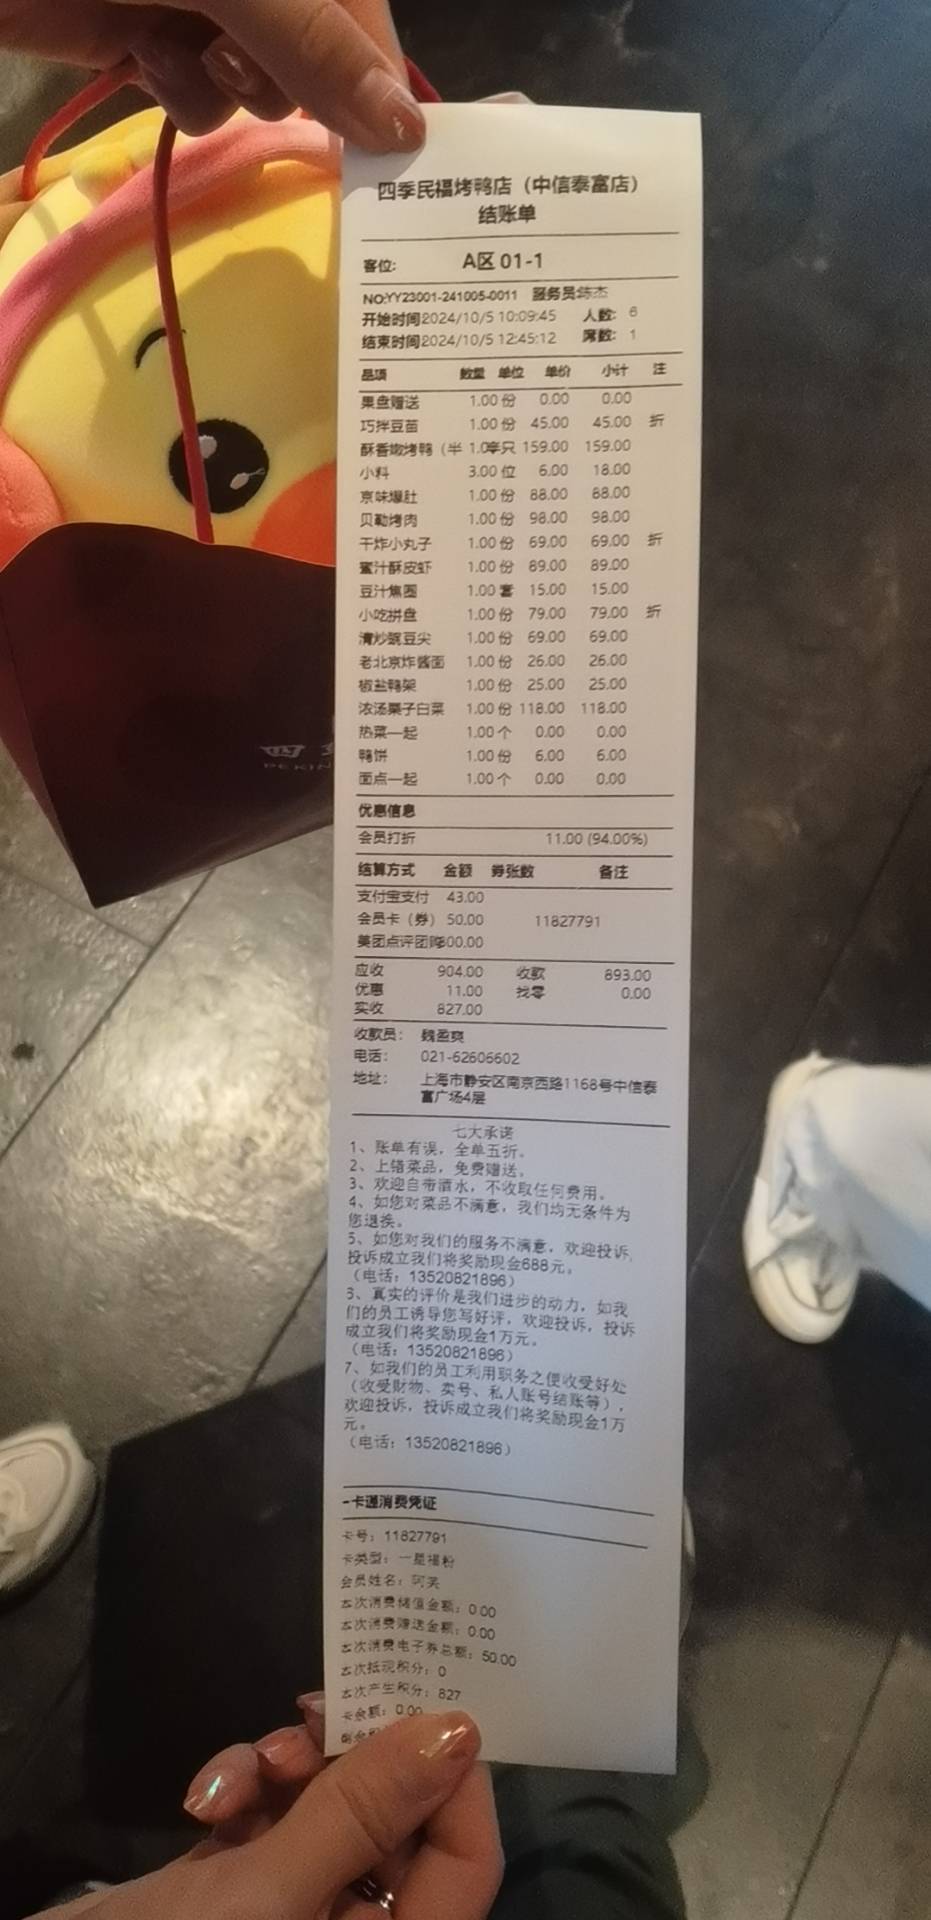 四季民福烤鸭店（中信泰富店）
结账单
客位: A区 01-1
NO:YY23001-241005-0011 服务员:陈杰
开始时间2024/10/5 10:09:45 人数: 6
结束时间2024/10/5 12:45:12 席数: 1
品项 数量 单位 单价 小计 注
果盘赠送 1.00 份 0.00 0.00
巧拌豆苗 1.00 份 45.00 45.00 折
酥香嫩烤鸭（半 1.0 只 159.00 159.00
小料 3.00 位 6.00 18.00
京味爆肚 1.00 份 88.00 88.00
贝勒烤肉 1.00 份 98.00 98.00
干炸小丸子 1.00 份 69.00 69.00 折
蜜汁酥皮虾 1.00 份 89.00 89.00
豆汁焦圈 1.00 套 15.00 15.00
小吃拼盘 1.00 份 79.00 79.00 折
清炒豌豆尖 1.00 份 69.00 69.00
老北京炸酱面 1.00 份 26.00 26.00
椒盐鸭架 1.00 份 25.00 25.00
浓汤栗子白菜 1.00 份 118.00 118.00
热菜一起 1.00 个 0.00 0.00
鸭饼 1.00 份 6.00 6.00
面点一起 1.00 个 0.00 0.00
优惠信息
会员打折 11.00 (94.00%)
结算方式 金额 券张数 备注
支付宝支付 43.00
会员卡（券） 50.00 11827791
美团点评团购800.00
应收 904.00 收款 893.00
优惠 11.00 找零 0.00
实收 827.00
收款员: 魏盈爽
电话: 021-62606602
地址: 上海市静安区南京西路1168号中信泰
富广场4层
七大承诺
1、账单有误，全单五折。
2、上错菜品，免费赠送。
3、欢迎自带酒水，不收取任何费用。
4、如您对菜品不满意，我们均无条件为
您退换。
5、如您对我们的服务不满意，欢迎投诉，
投诉成立我们将奖励现金688元。
（电话：13520821896）
3、真实的评价是我们进步的动力，如我
们的员工诱导您写好评，欢迎投诉，投诉
成立我们将奖励现金1万元。
（电话：13520821896）
7、如我们的员工利用职务之便收受好处
（收受财物、卖号、私人账号结账等），
欢迎投诉，投诉成立我们将奖励现金1万
元。
（电话：13520821896）
一卡通消费凭证
卡号：11827791
卡类型：一星福粉
会员姓名：阿芙
本次消费储值金额：0.00
本次消费赠送金额：0.00
本次消费电子券总额：50.00
本次抵现积分：0
本次产生积分：827
卡余额：0.00
四
PEKIN